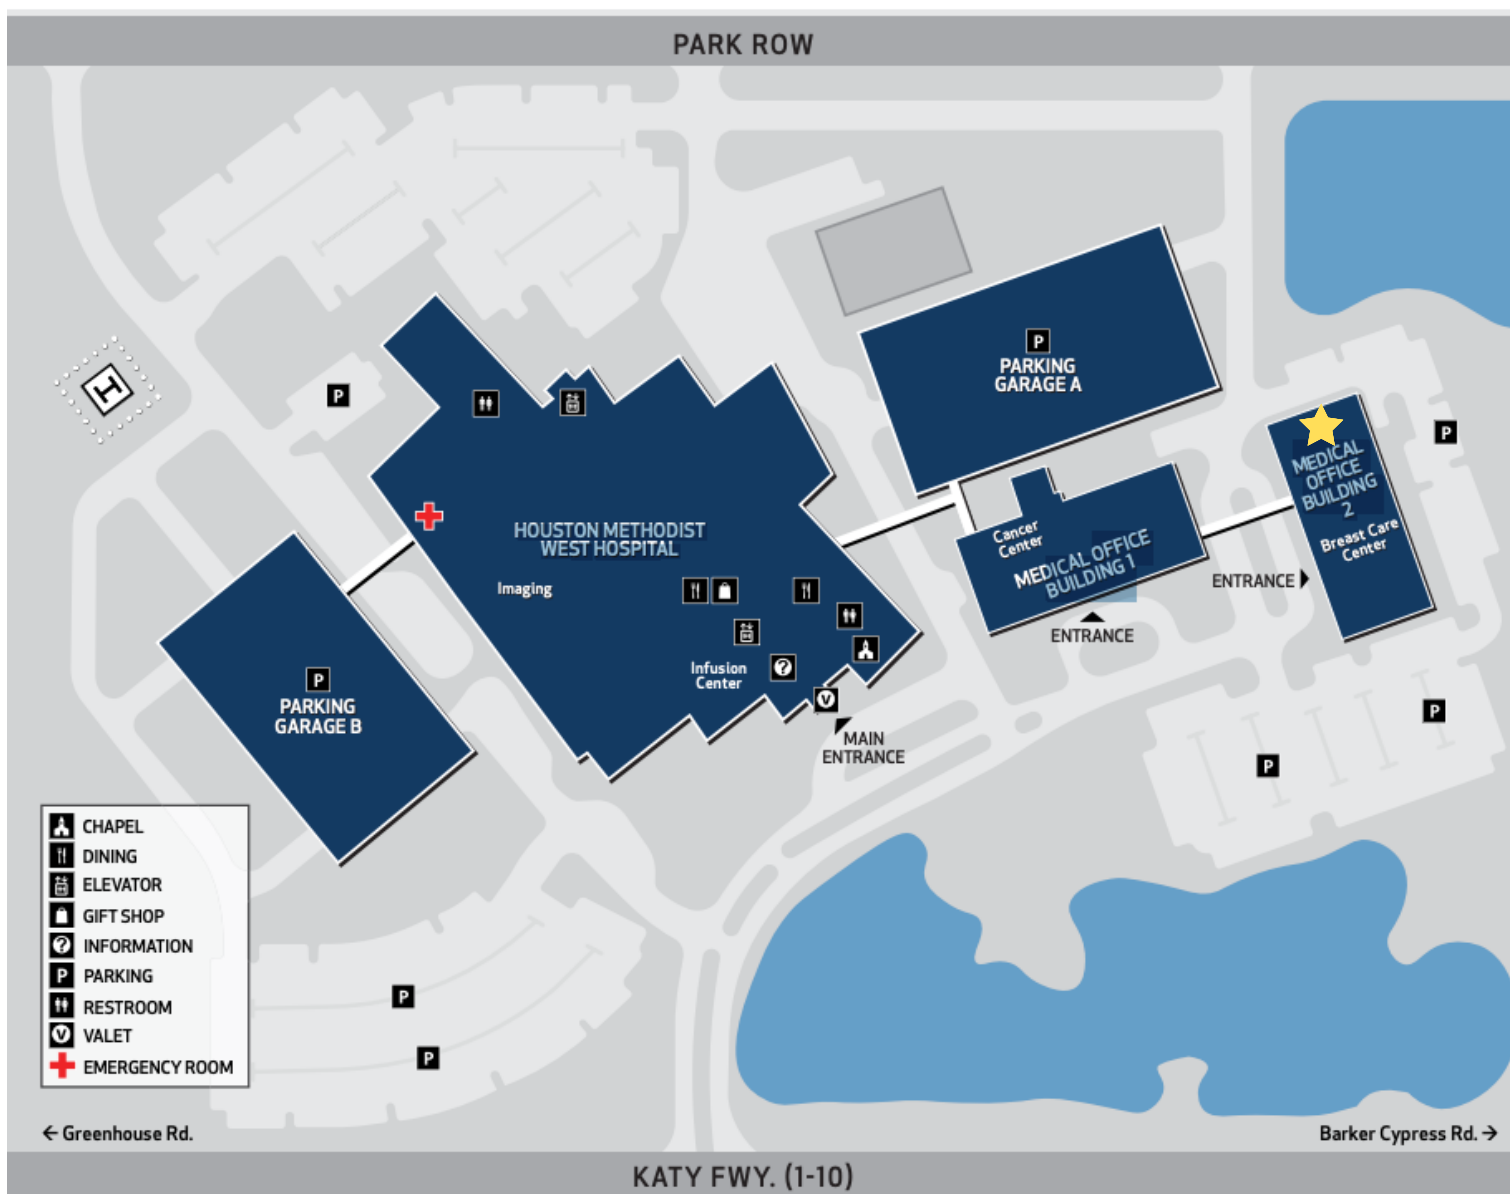 PARK ROW
H
P
PARKING
GARAGE A
P
P
MEDICAL
OFFICE
BUILDING
2
Breast Care
Center
HOUSTON METHODIST
WEST HOSPITAL
Cancer
Center
MEDICAL OFFICE
BUILDING 1
Imaging
ENTRANCE
ENTRANCE
?
Infusion
Center
V
P
PARKING
GARAGE B
MAIN
ENTRANCE
P
P
CHAPEL
DINING
ELEVATOR
GIFT SHOP
? INFORMATION
P PARKING
RESTROOM
V VALET
EMERGENCY ROOM
P
P
← Greenhouse Rd.
Barker Cypress Rd. →
KATY FWY. (1-10)